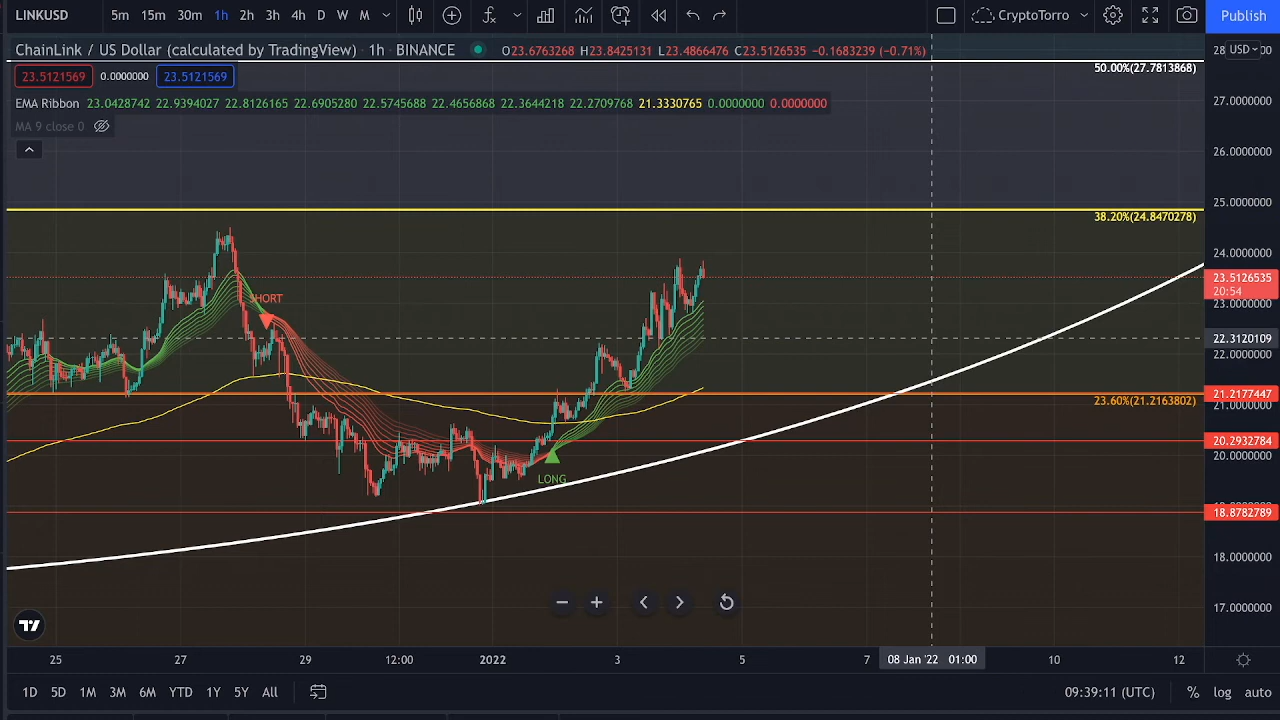 LINKUSD 5m 15m 30m 1h 2h 3h 4h D W M CryptoTorro Publish
ChainLink / US Dollar (calculated by TradingView) • 1h • BINANCE O23.6763268 H23.8425131 L23.4866476 C23.5126535 −0.1683239 (−0.71%)
USD
50.00%(27.7813868)
23.5121569 0.0000000 23.5121569
EMA Ribbon 23.0428742 22.9394027 22.8126165 22.6905280 22.5745688 22.4656868 22.3644218 22.2709768 21.3330765 0.0000000 0.0000000
27.0000000
MA 9 close 0
26.0000000
25.0000000
38.20%(24.8470278)
24.0000000
23.5126535
20:54
SHORT
23.0000000
22.3120109
22.0000000
21.2177447
23.60%(21.2163802)
21.0000000
20.2932784
20.0000000
LONG
18.8782789
18.0000000
17.0000000
25 27 29 12:00 2022 3 5 7 08 Jan '22 01:00 10 12
1D 5D 1M 3M 6M YTD 1Y 5Y All 09:39:11 (UTC) % log auto